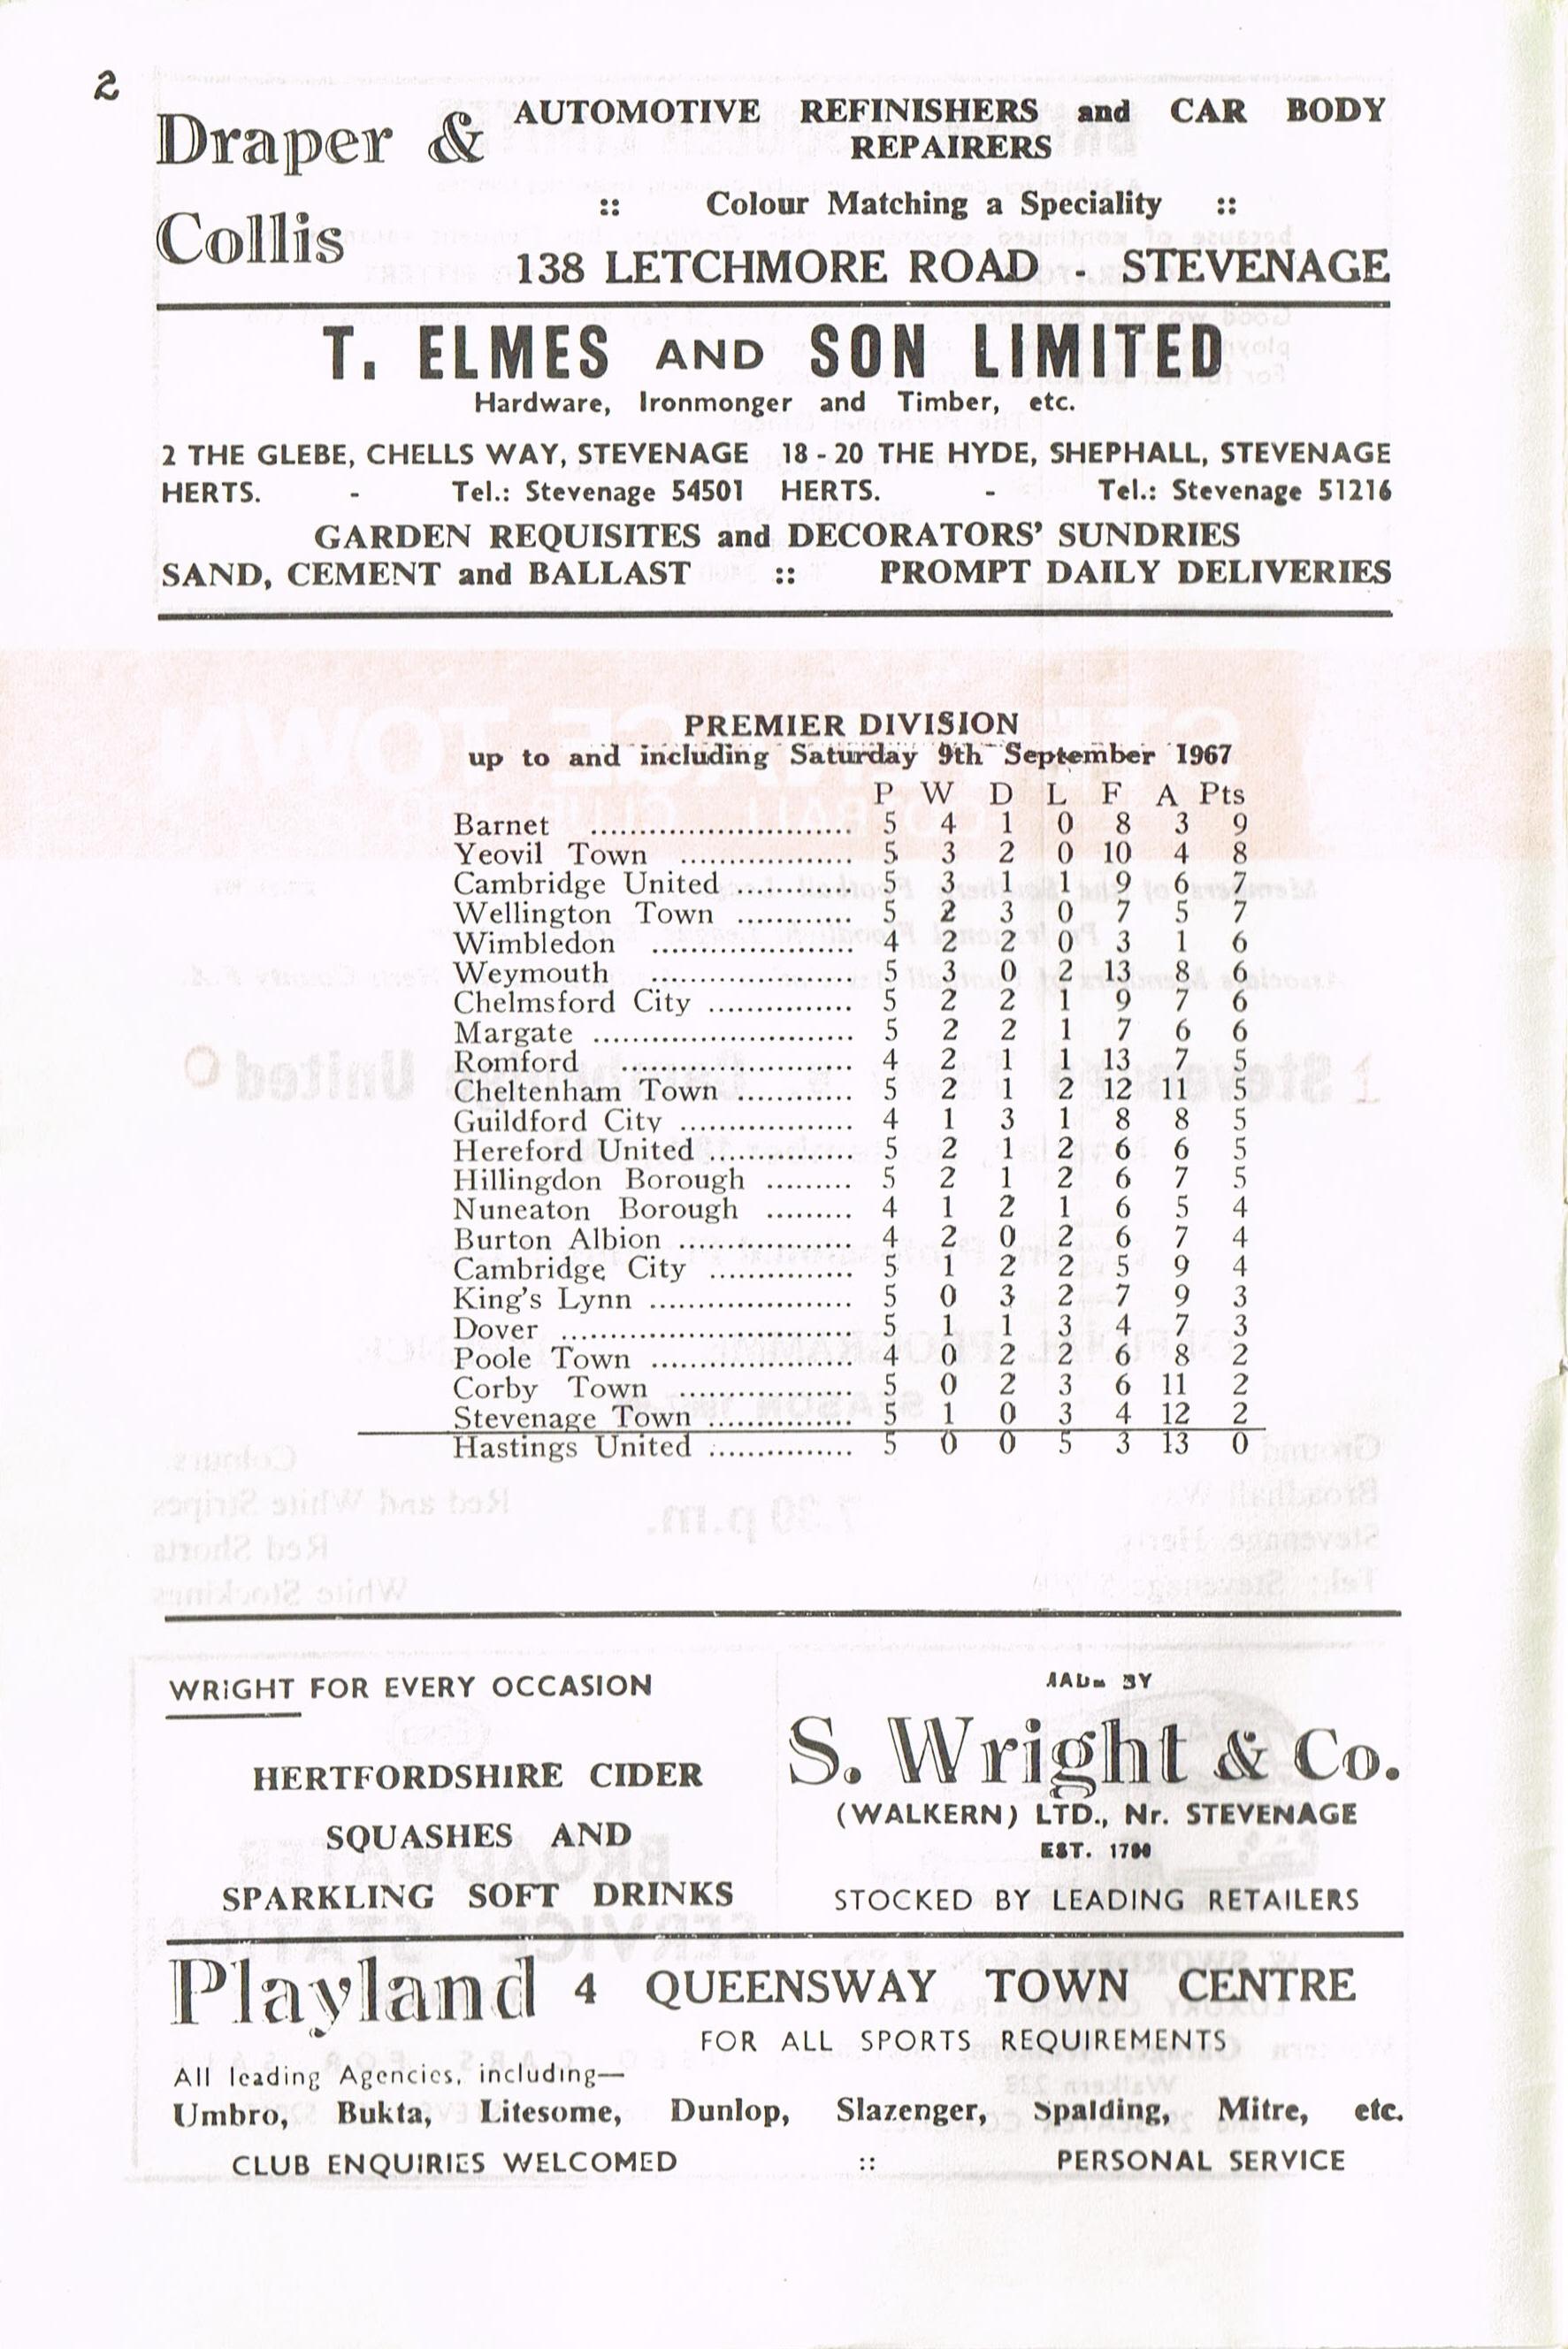 2
Draper & Collis
AUTOMOTIVE REFINISHERS and CAR BODY
REPAIRERS
:: Colour Matching a Speciality ::
138 LETCHMORE ROAD - STEVENAGE
T. ELMES AND SON LIMITED
Hardware, Ironmonger and Timber, etc.
2 THE GLEBE, CHELLS WAY, STEVENAGE 18 - 20 THE HYDE, SHEPHALL, STEVENAGE
HERTS. - Tel.: Stevenage 54501 HERTS. - Tel.: Stevenage 51216
GARDEN REQUISITES and DECORATORS' SUNDRIES
SAND, CEMENT and BALLAST :: PROMPT DAILY DELIVERIES
PREMIER DIVISION
up to and including Saturday 9th September 1967
P W D L F A Pts
Barnet ............................ 5 4 1 0 8 3 9
Yeovil Town .................. 5 3 2 0 10 4 8
Cambridge United ............ 5 3 1 1 9 6 7
Wellington Town ............ 5 2 3 0 7 5 7
Wimbledon ..................... 4 2 2 0 3 1 6
Weymouth ..................... 5 3 0 2 13 8 6
Chelmsford City ............... 5 2 2 1 9 7 6
Margate ........................... 5 2 2 1 7 6 6
Romford ........................ 4 2 1 1 13 7 5
Cheltenham Town ............ 5 2 1 2 12 11 5
Guildford City .................. 4 1 3 1 8 8 5
Hereford United ............... 5 2 1 2 6 6 5
Hillingdon Borough ......... 5 2 1 2 6 7 5
Nuneaton Borough ......... 4 1 2 1 6 5 4
Burton Albion .................. 4 2 0 2 6 7 4
Cambridge City ............... 5 1 2 2 5 9 4
King's Lynn ..................... 5 0 3 2 7 9 3
Dover .............................. 5 1 1 3 4 7 3
Poole Town ..................... 4 0 2 2 6 8 2
Corby Town .................. 5 0 2 3 6 11 2
Stevenage Town ............... 5 1 0 3 4 12 2
Hastings United ............... 5 0 0 5 3 13 0
WRIGHT FOR EVERY OCCASION
HERTFORDSHIRE CIDER
SQUASHES AND
SPARKLING SOFT DRINKS
BY
S. Wright & Co.
(WALKERN) LTD., Nr. STEVENAGE
EST.
STOCKED BY LEADING RETAILERS
Playland 4 QUEENSWAY TOWN CENTRE
FOR ALL SPORTS REQUIREMENTS
All leading Agencies, including—
Umbro, Bukta, Litesome, Dunlop, Slazenger, Spalding, Mitre, etc.
CLUB ENQUIRIES WELCOMED :: PERSONAL SERVICE